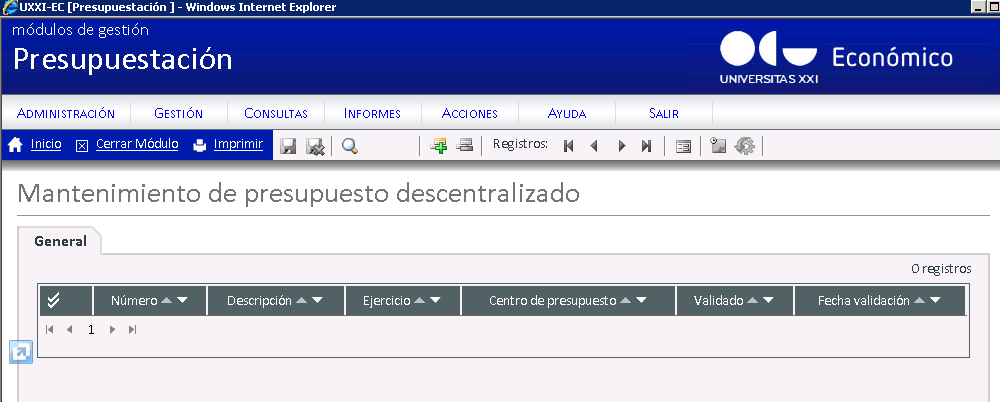 UXXI-EC [Presupuestación ] - Windows Internet Explorer
módulos de gestión
Presupuestación
UNIVERSITAS XXI
Económico
ADMINISTRACIÓN GESTIÓN CONSULTAS INFORMES ACCIONES AYUDA SALIR
Inicio Cerrar Módulo Imprimir Registros:
Mantenimiento de presupuesto descentralizado
General
0 registros
Número Descripción Ejercicio Centro de presupuesto Validado Fecha validación
1